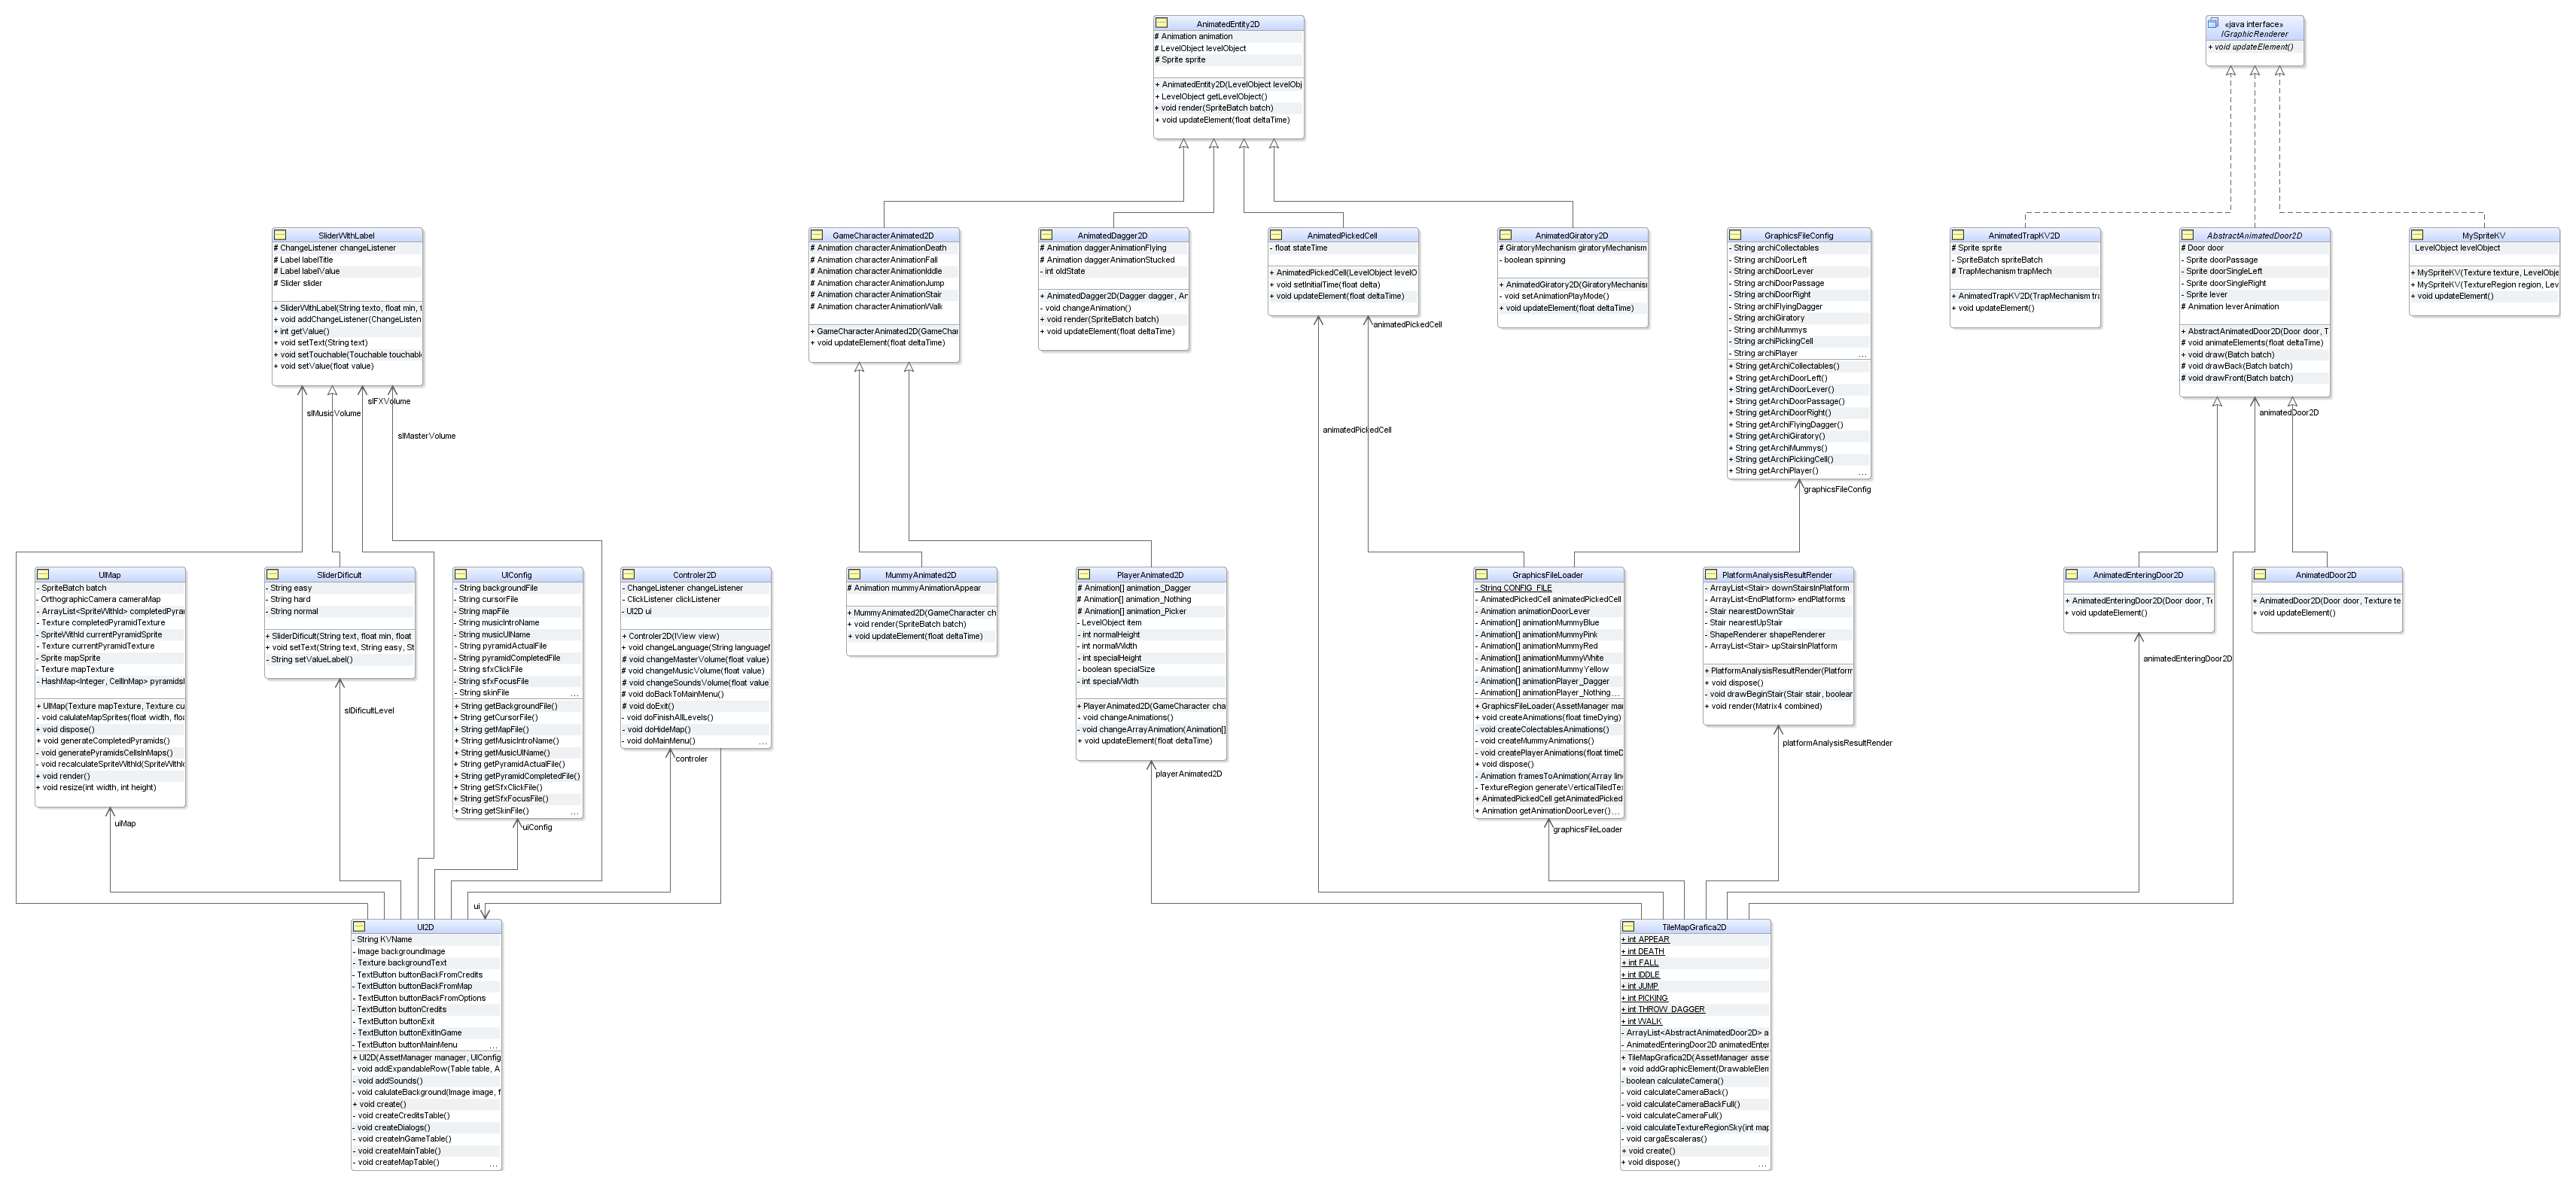 AnimatedEntity2D
# Animation animation
# LevelObject levelObject
# Sprite sprite
+ AnimatedEntity2D(LevelObject levelObj
+ LevelObject getLevelObject()
+ void render(SpriteBatch batch)
+ void updateElement(float deltaTime)
«java interface»
IGraphicRenderer
+ void updateElement()
SliderWithLabel
# ChangeListener changeListener
# Label labelTitle
# Label labelValue
# Slider slider
+ SliderWithLabel(String texto, float min, f
+ void addChangeListener(ChangeListen
+ int getValue()
+ void setText(String text)
+ void setTouchable(Touchable touchabl
+ void setValue(float value)
GameCharacterAnimated2D
# Animation characterAnimationDeath
# Animation characterAnimationFall
# Animation characterAnimationIddle
# Animation characterAnimationJump
# Animation characterAnimationStair
# Animation characterAnimationWalk
+ GameCharacterAnimated2D(GameChar
+ void updateElement(float deltaTime)
AnimatedDagger2D
# Animation daggerAnimationFlying
# Animation daggerAnimationStucked
- int oldState
+ AnimatedDagger2D(Dagger dagger, An
- void changeAnimation()
+ void render(SpriteBatch batch)
+ void updateElement(float deltaTime)
AnimatedPickedCell
- float stateTime
+ AnimatedPickedCell(LevelObject levelO
+ void setInitialTime(float delta)
+ void updateElement(float deltaTime)
AnimatedGiratory2D
# GiratoryMechanism giratoryMechanism
- boolean spinning
+ AnimatedGiratory2D(GiratoryMechanisn
- void setAnimationPlayMode()
+ void updateElement(float deltaTime)
GraphicsFileConfig
- String archiCollectables
- String archiDoorLeft
- String archiDoorLever
- String archiDoorPassage
- String archiDoorRight
- String archiFlyingDagger
- String archiGiratory
- String archiMummys
- String archiPickingCell
- String archiPlayer ...
+ String getArchiCollectables()
+ String getArchiDoorLeft()
+ String getArchiDoorLever()
+ String getArchiDoorPassage()
+ String getArchiDoorRight()
+ String getArchiFlyingDagger()
+ String getArchiGiratory()
+ String getArchiMummys()
+ String getArchiPickingCell()
+ String getArchiPlayer() ...
AnimatedTrapKV2D
# Sprite sprite
- SpriteBatch spriteBatch
# TrapMechanism trapMech
+ AnimatedTrapKV2D(TrapMechanism tra
+ void updateElement()
AbstractAnimatedDoor2D
# Door door
- Sprite doorPassage
- Sprite doorSingleLeft
- Sprite doorSingleRight
- Sprite lever
# Animation leverAnimation
+ AbstractAnimatedDoor2D(Door door, T
# void animateElements(float deltaTime)
+ void draw(Batch batch)
# void drawBack(Batch batch)
# void drawFront(Batch batch)
MySpriteKV
LevelObject levelObject
+ MySpriteKV(Texture texture, LevelObje
+ MySpriteKV(TextureRegion region, Lev
+ void updateElement()
slMusicVolume
slFXVolume
slMasterVolume
animatedPickedCell
animatedPickedCell
graphicsFileConfig
animatedDoor2D
UIMap
- SpriteBatch batch
- OrthographicCamera cameraMap
- ArrayList<SpriteWithId> completedPyra
- Texture completedPyramidTexture
- SpriteWithId currentPyramidSprite
- Texture currentPyramidTexture
- Sprite mapSprite
- Texture mapTexture
- HashMap<Integer, CellInMap> pyramidsI
+ UIMap(Texture mapTexture, Texture cu
- void calulateMapSprites(float width, floa
+ void dispose()
+ void generateCompletedPyramids()
- void generatePyramidsCellsInMaps()
- void recalculateSpriteWithId(SpriteWithId
+ void render()
+ void resize(int width, int height)
SliderDificult
- String easy
- String hard
- String normal
+ SliderDificult(String text, float min, float
+ void setText(String text, String easy, St
- String setValueLabel()
UIConfig
- String backgroundFile
- String cursorFile
- String mapFile
- String musicIntroName
- String musicUIName
- String pyramidActualFile
- String pyramidCompletedFile
- String sfxClickFile
- String sfxFocusFile
- String skinFile ...
+ String getBackgroundFile()
+ String getCursorFile()
+ String getMapFile()
+ String getMusicIntroName()
+ String getMusicUIName()
+ String getPyramidActualFile()
+ String getPyramidCompletedFile()
+ String getSfxClickFile()
+ String getSfxFocusFile()
+ String getSkinFile() ...
Controler2D
- ChangeListener changeListener
- ClickListener clickListener
- UI2D ui
+ Controler2D(IView view)
+ void changeLanguage(String languageN
# void changeMasterVolume(float value)
# void changeMusicVolume(float value)
# void changeSoundsVolume(float value
# void doBackToMainMenu()
# void doExit()
- void doFinishAllLevels()
- void doHideMap()
- void doMainMenu() ...
MummyAnimated2D
# Animation mummyAnimationAppear
+ MummyAnimated2D(GameCharacter ch
+ void render(SpriteBatch batch)
+ void updateElement(float deltaTime)
PlayerAnimated2D
# Animation[] animation_Dagger
# Animation[] animation_Nothing
# Animation[] animation_Picker
- LevelObject item
- int normalHeight
- int normalWidth
- int specialHeight
- boolean specialSize
- int specialWidth
+ PlayerAnimated2D(GameCharacter cha
- void changeAnimations()
- void changeArrayAnimation(Animation[]
+ void updateElement(float deltaTime)
GraphicsFileLoader
- String CONFIG_FILE
- AnimatedPickedCell animatedPickedCell
- Animation animationDoorLever
- Animation[] animationMummyBlue
- Animation[] animationMummyPink
- Animation[] animationMummyRed
- Animation[] animationMummyWhite
- Animation[] animationMummyYellow
- Animation[] animationPlayer_Dagger
- Animation[] animationPlayer_Nothing ...
+ GraphicsFileLoader(AssetManager mar
+ void createAnimations(float timeDying)
- void createColectablesAnimations()
- void createMummyAnimations()
- void createPlayerAnimations(float timeD
+ void dispose()
- Animation framesToAnimation(Array line
- TextureRegion generateVerticalTiledTex
+ AnimatedPickedCell getAnimatedPicked
+ Animation getAnimationDoorLever() ...
PlatformAnalysisResultRender
- ArrayList<Stair> downStairsInPlatform
- ArrayList<EndPlatform> endPlatforms
- Stair nearestDownStair
- Stair nearestUpStair
- ShapeRenderer shapeRenderer
- ArrayList<Stair> upStairsInPlatform
+ PlatformAnalysisResultRender(Platform
+ void dispose()
- void drawBeginStair(Stair stair, boolean
+ void render(Matrix4 combined)
AnimatedEnteringDoor2D
+ AnimatedEnteringDoor2D(Door door, Te
+ void updateElement()
AnimatedDoor2D
+ AnimatedDoor2D(Door door, Texture te
+ void updateElement()
uiMap
slDificultLevel
uiConfig
controler
ui
playerAnimated2D
graphicsFileLoader
platformAnalysisResultRender
animatedEnteringDoor2D
UI2D
- String KVName
- Image backgroundImage
- Texture backgroundText
- TextButton buttonBackFromCredits
- TextButton buttonBackFromMap
- TextButton buttonBackFromOptions
- TextButton buttonCredits
- TextButton buttonExit
- TextButton buttonExitInGame
- TextButton buttonMainMenu ...
+ UI2D(AssetManager manager, UIConfig
- void addExpandableRow(Table table, A
- void addSounds()
- void calulateBackground(Image image, f
+ void create()
- void createCreditsTable()
- void createDialogs()
- void createInGameTable()
- void createMainTable()
- void createMapTable() ...
TileMapGrafica2D
+ int APPEAR
+ int DEATH
+ int FALL
+ int IDDLE
+ int JUMP
+ int PICKING
+ int THROW_DAGGER
+ int WALK
- ArrayList<AbstractAnimatedDoor2D> a
- AnimatedEnteringDoor2D animatedEnter
+ TileMapGrafica2D(AssetManager asse
+ void addGraphicElement(DrawableElem
- boolean calculateCamera()
- void calculateCameraBack()
- void calculateCameraBackFull()
- void calculateCameraFull()
- void calculateTextureRegionSky(int map
- void cargaEscaleras()
+ void create()
+ void dispose() ...